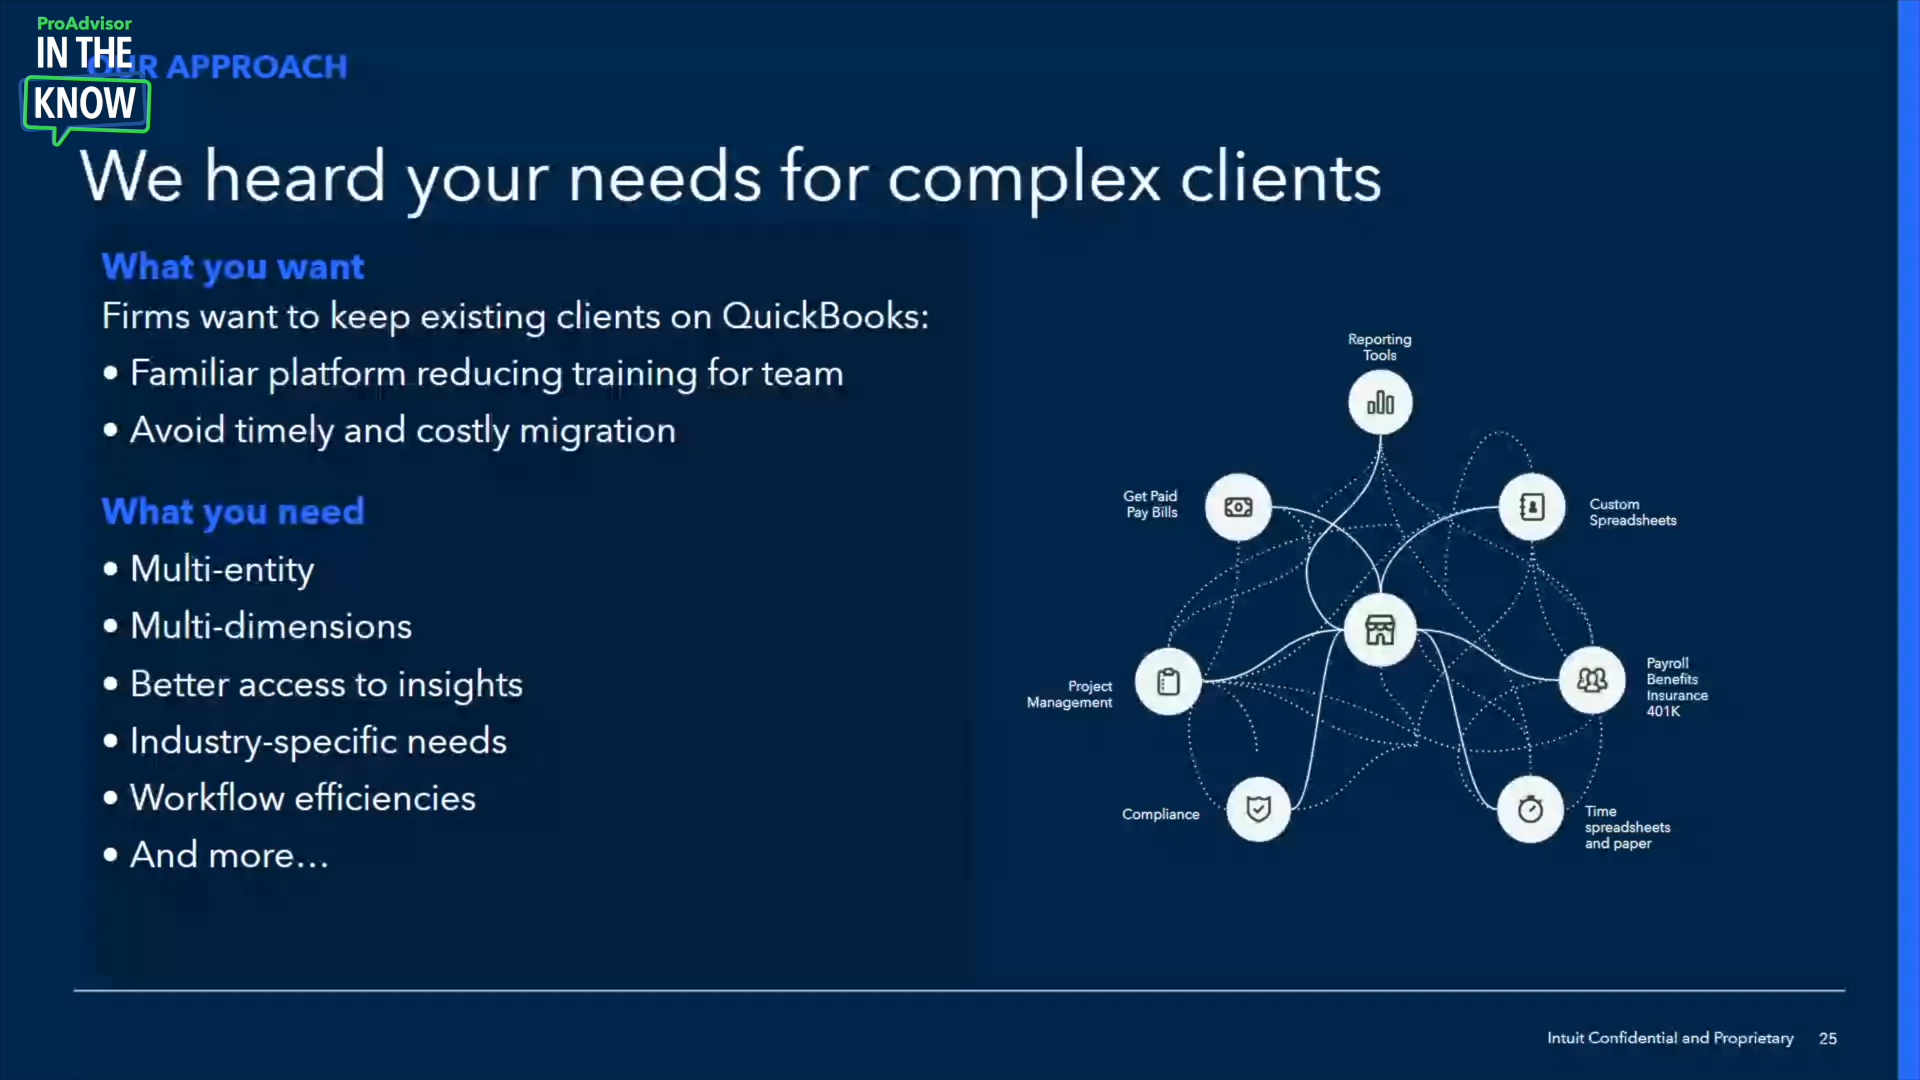 ProAdvisor
IN THE
KNOW
OUR APPROACH
We heard your needs for complex clients
What you want
Firms want to keep existing clients on QuickBooks:
• Familiar platform reducing training for team
• Avoid timely and costly migration
What you need
• Multi-entity
• Multi-dimensions
• Better access to insights
• Industry-specific needs
• Workflow efficiencies
• And more...
Reporting
Tools
Get Paid
Pay Bills
Custom
Spreadsheets
Project
Management
Payroll
Benefits
Insurance
401K
Compliance
Time
spreadsheets
and paper
Intuit Confidential and Proprietary 25